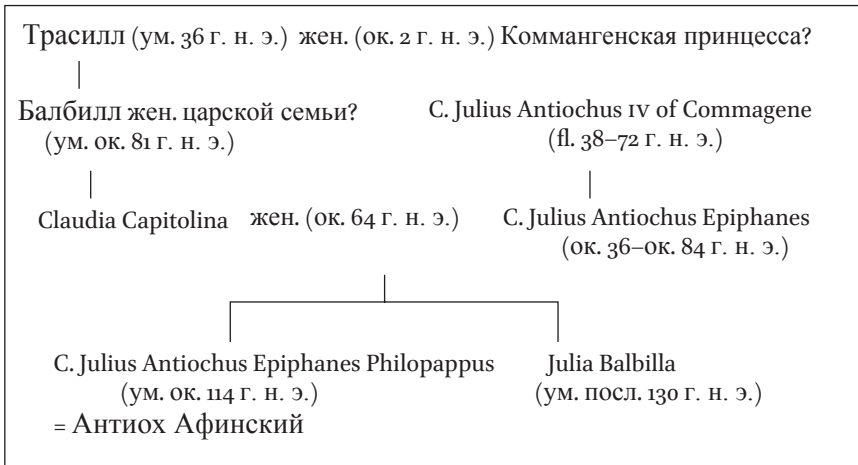 Трасилл (ум. 36 г. н. э.) жен. (ок. 2 г. н. э.) Коммангенская принцесса?
Балбилл жен. царской семьи? C. Julius Antiochus IV of Commagene
(ум. ок. 81 г. н. э.) (fl. 38–72 г. н. э.)
Claudia Capitolina жен. (ок. 64 г. н. э.) C. Julius Antiochus Epiphanes
(ок. 36–ок. 84 г. н. э.)
C. Julius Antiochus Epiphanes Philopappus Julia Balbilla
(ум. ок. 114 г. н. э.) (ум. посл. 130 г. н. э.)
= Антиох Афинский